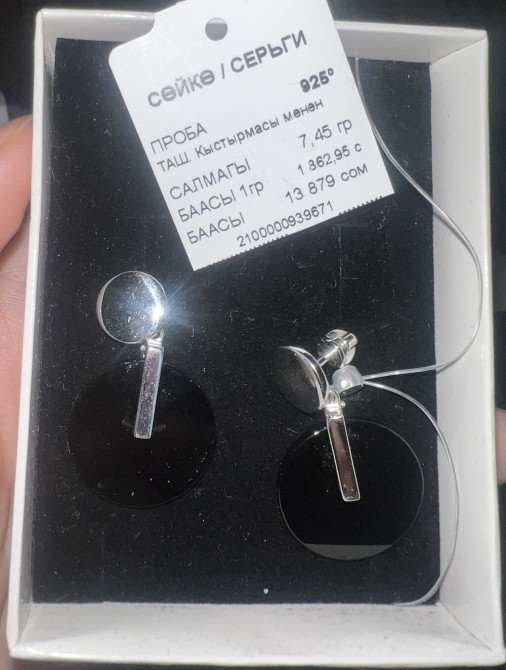 СӨЙКӨ / СЕРЬГИ
ПРОБА 925°
ТАШ. Кыстырмасы менен
САЛМАГЫ 7,45 гр
БААСЫ 1гр 1 862,95 с
БААСЫ 13 879 сом
2100000939671